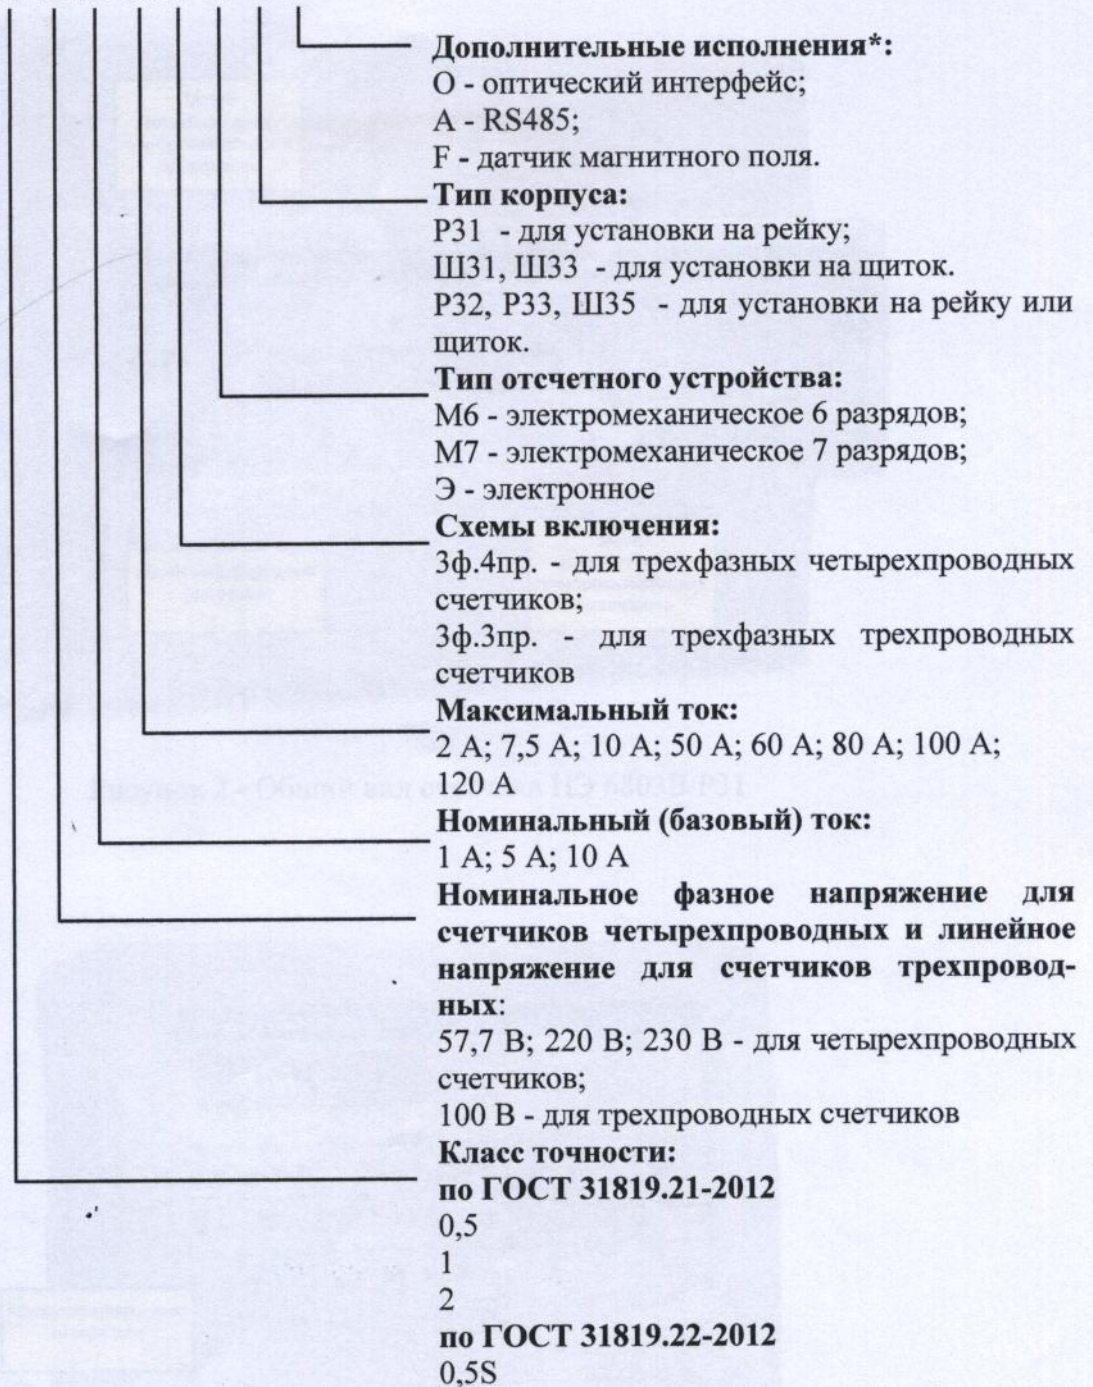 Дополнительные исполнения*:
О - оптический интерфейс;
А - RS485;
F - датчик магнитного поля.
Тип корпуса:
Р31 - для установки на рейку;
Ш31, Ш33 - для установки на щиток.
Р32, Р33, Ш35 - для установки на рейку или
щиток.
Тип отсчетного устройства:
М6 - электромеханическое 6 разрядов;
М7 - электромеханическое 7 разрядов;
Э - электронное
Схемы включения:
3ф.4пр. - для трехфазных четырехпроводных
счетчиков;
3ф.3пр. - для трехфазных трехпроводных
счетчиков
Максимальный ток:
2 А; 7,5 А; 10 А; 50 А; 60 А; 80 А; 100 А;
120 А
Номинальный (базовый) ток:
1 А; 5 А; 10 А
Номинальное фазное напряжение для
счетчиков четырехпроводных и линейное
напряжение для счетчиков трехпровод-
ных:
57,7 В; 220 В; 230 В - для четырехпроводных
счетчиков;
100 В - для трехпроводных счетчиков
Класс точности:
по ГОСТ 31819.21-2012
0,5
1
2
по ГОСТ 31819.22-2012
0,5S